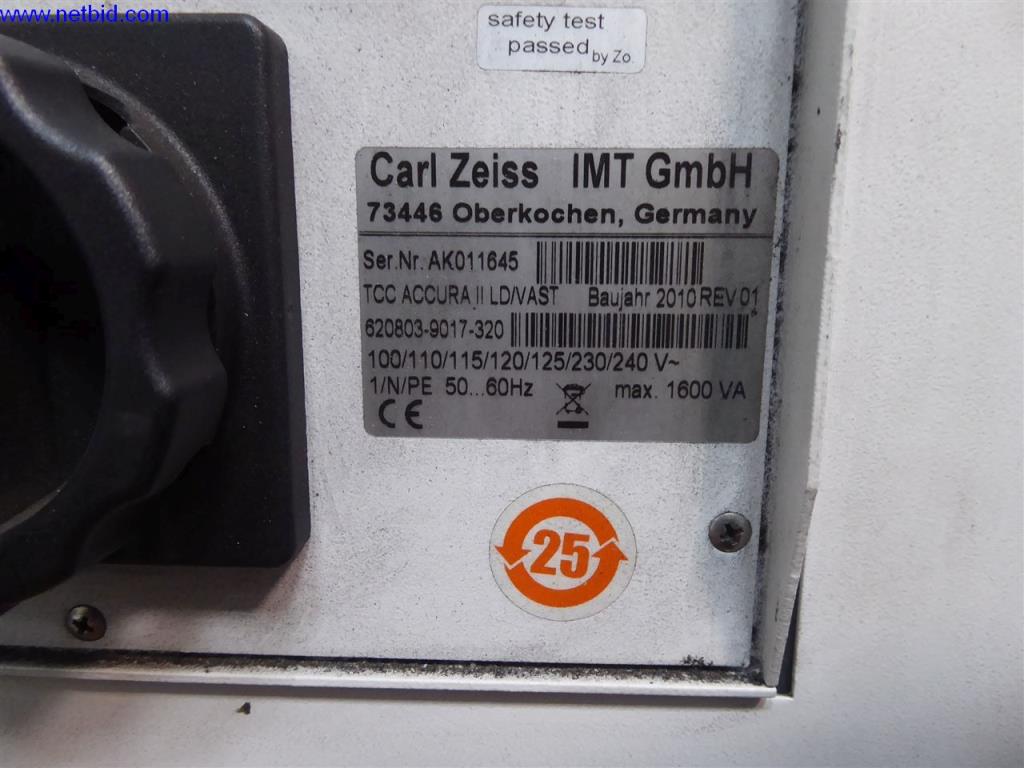 www.netbid.com
safety test
passed by Zo.
Carl Zeiss IMT GmbH
73446 Oberkochen, Germany
Ser.Nr. AK011645
TCC ACCURA II LD/VAST Baujahr 2010 REV 01
620803-9017-320
100/110/115/120/125/230/240 V~
1/N/PE 50...60Hz max. 1600 VA
CE
25